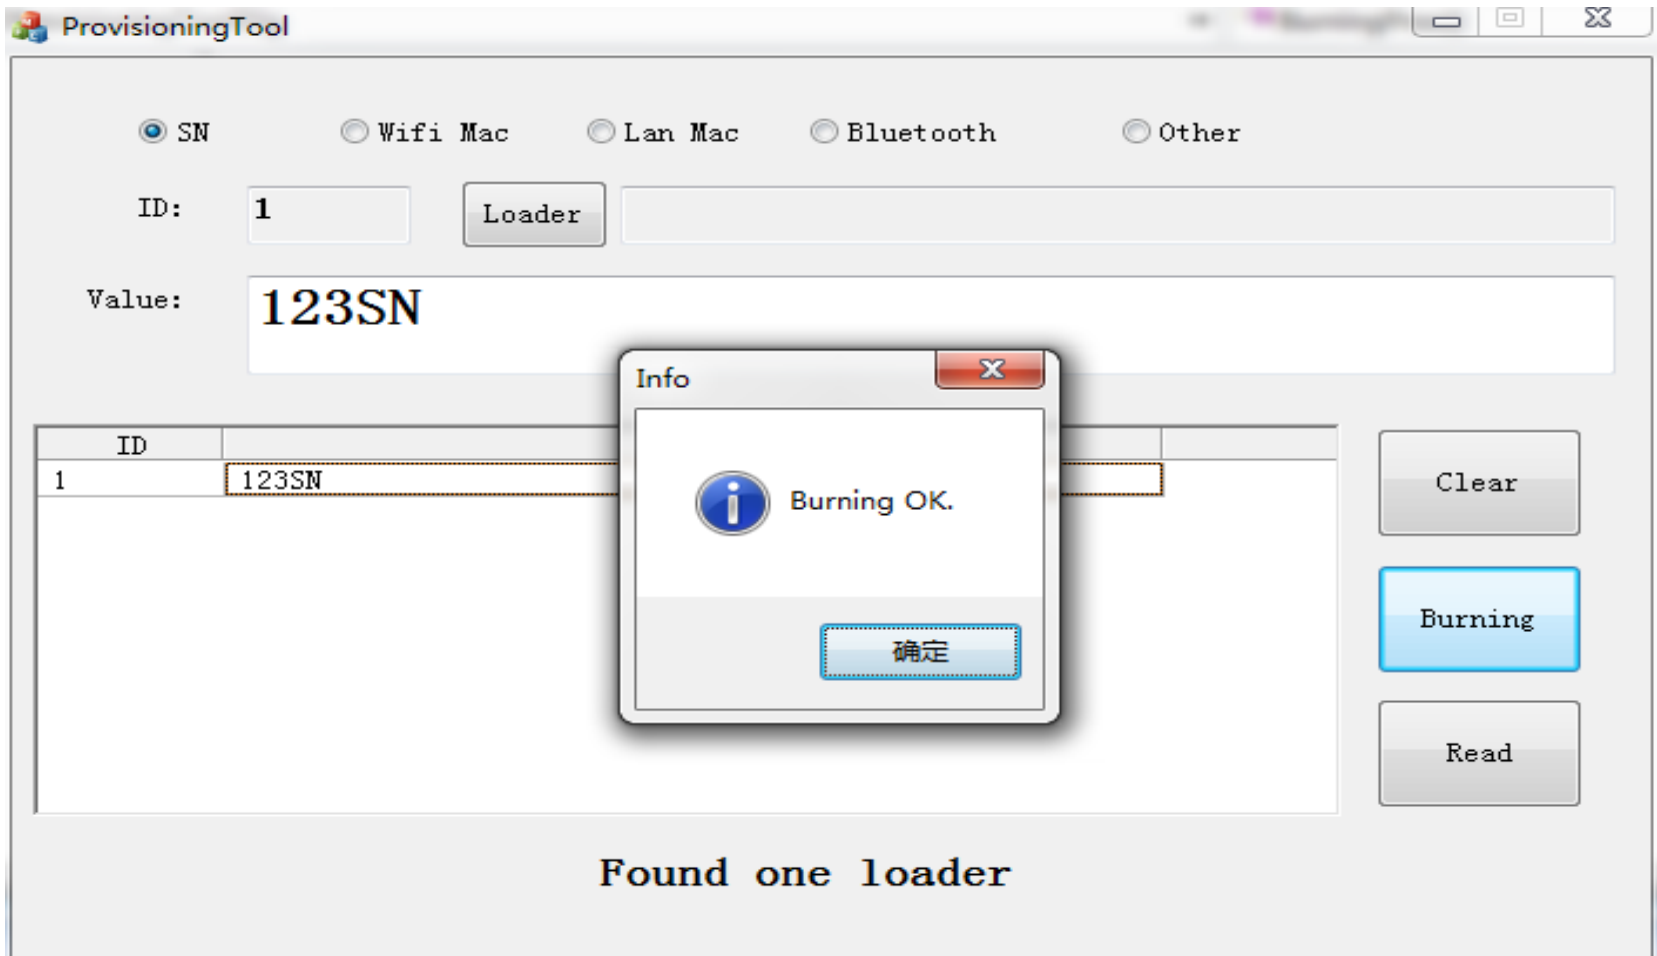 ProvisioningTool
SN Wifi Mac Lan Mac Bluetooth Other
ID: 1 Loader
Value: 123SN
Info
Burning OK.
确定
ID
1 123SN
Clear
Burning
Read
Found one loader